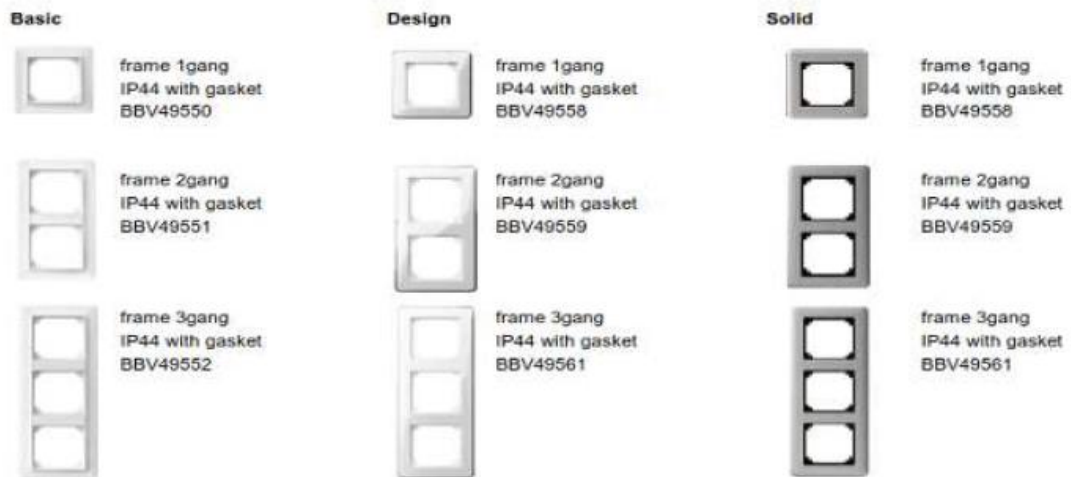 Basic
frame 1gang
IP44 with gasket
BBV49550
frame 2gang
IP44 with gasket
BBV49551
frame 3gang
IP44 with gasket
BBV49552
Design
frame 1gang
IP44 with gasket
BBV49558
frame 2gang
IP44 with gasket
BBV49559
frame 3gang
IP44 with gasket
BBV49561
Solid
frame 1gang
IP44 with gasket
BBV49558
frame 2gang
IP44 with gasket
BBV49559
frame 3gang
IP44 with gasket
BBV49561